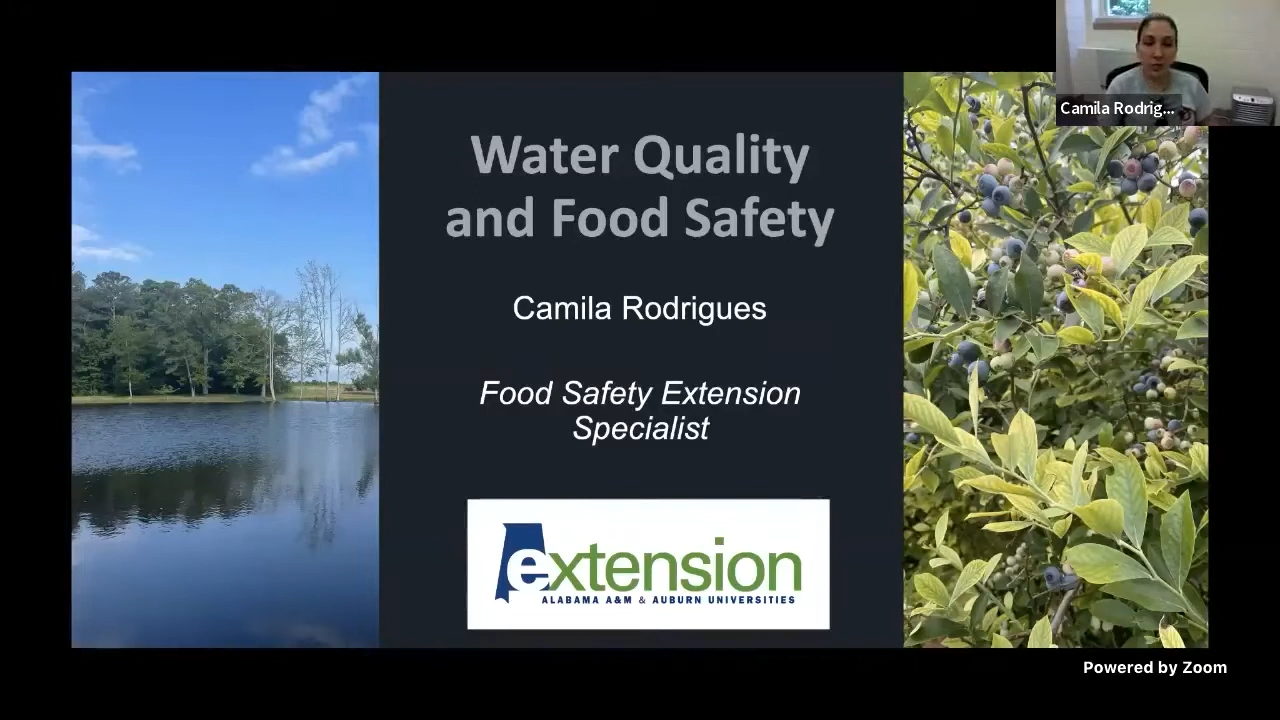 Camila Rodrig...
Water Quality
and Food Safety
Camila Rodrigues
Food Safety Extension
Specialist
extension
ALABAMA A&M & AUBURN UNIVERSITIES
Powered by Zoom